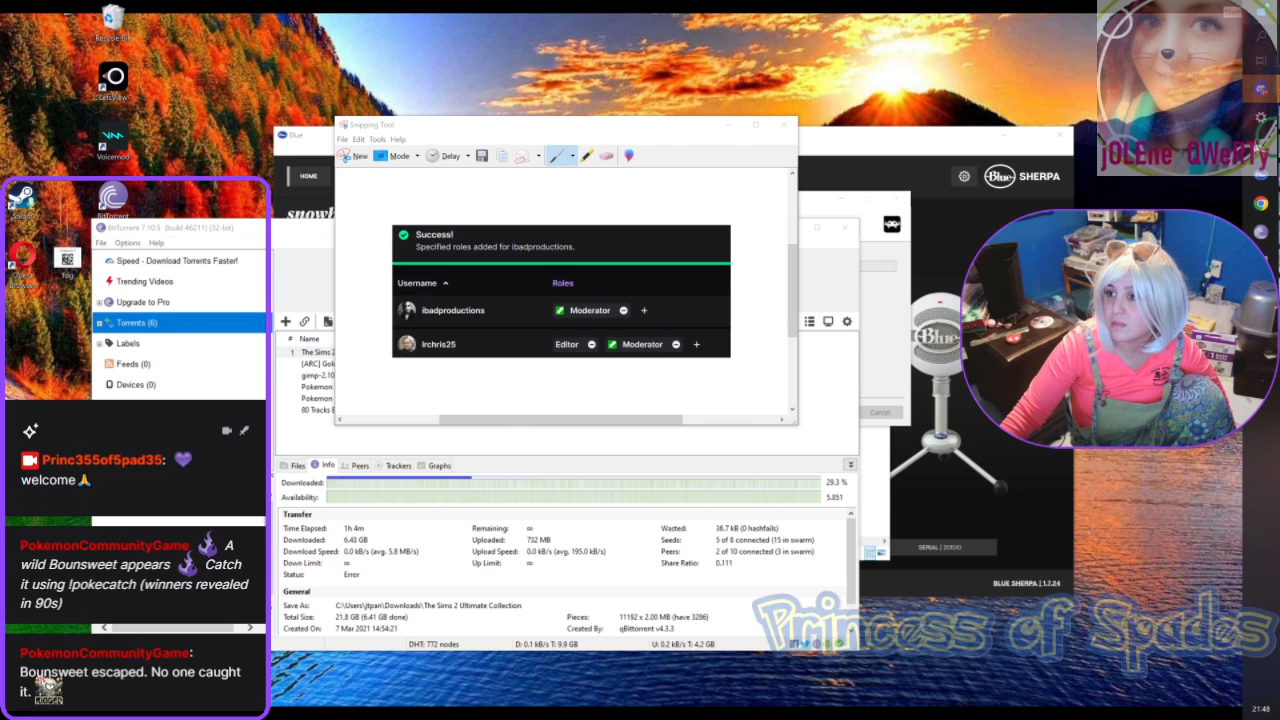 Recycle Bin
LetsView
Voicemod
Steam
BitTorrent
Opera
Browser
fdg
BitTorrent 7.10.5 (build 46211) [32-bit]
File Options Help
Speed - Download Torrents Faster!
Trending Videos
Upgrade to Pro
Torrents (6)
Labels
Feeds (0)
Devices (0)
Princ355of5pad35:
welcome
PokemonCommunityGame A
wild Bounsweet appears Catch
it using !pokecatch (winners revealed
in 90s)
PokemonCommunityGame:
Bounsweet escaped. No one caught
it.
Blue
HOME
Blue SHERPA
Snipping Tool
File Edit Tools Help
New Mode Delay
Success!
Specified roles added for ibadproductions.
Username Roles
ibadproductions Moderator
lrchris25 Editor Moderator
# Name
1 The Sims 2
[ARC] Gol
gimp-2.10
Pokemon
Pokemon
80 Tracks
Cancel
Files Info Peers Trackers Graphs
Downloaded: 29.3 %
Availability: 5.851
Transfer
Time Elapsed: 1h 4m Remaining: ∞ Wasted: 36.7 kB (0 hashfails)
Downloaded: 6.43 GB Uploaded: 732 MB Seeds: 5 of 8 connected (15 in swarm)
Download Speed: 0.0 kB/s (avg. 5.8 MB/s) Upload Speed: 0.0 kB/s (avg. 195.0 kB/s) Peers: 2 of 10 connected (3 in swarm)
Down Limit: ∞ Up Limit: ∞ Share Ratio: 0.111
Status: Error
General
Save As: C:\Users\jtpan\Downloads\The Sims 2 Ultimate Collection
Total Size: 21.8 GB (6.41 GB done) Pieces: 11192 x 2.00 MB (have 3286)
Created On: 7 Mar 2021 14:54:21 Created By: qBittorrent v4.3.3
DHT: 772 nodes D: 0.1 kB/s T: 9.9 GB U: 0.2 kB/s T: 4.2 GB
Blue
BLUE SHERPA | 1.7.24
jOLEne QWeRTy
Princess of Spades
21:48